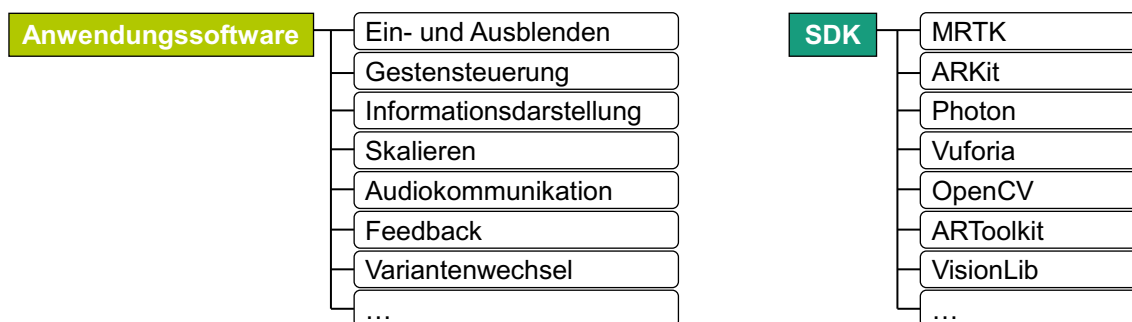 Anwendungssoftware
Ein- und Ausblenden
Gestensteuerung
Informationsdarstellung
Skalieren
Audiokommunikation
Feedback
Variantenwechsel
…
SDK
MRTK
ARKit
Photon
Vuforia
OpenCV
ARToolkit
VisionLib
…